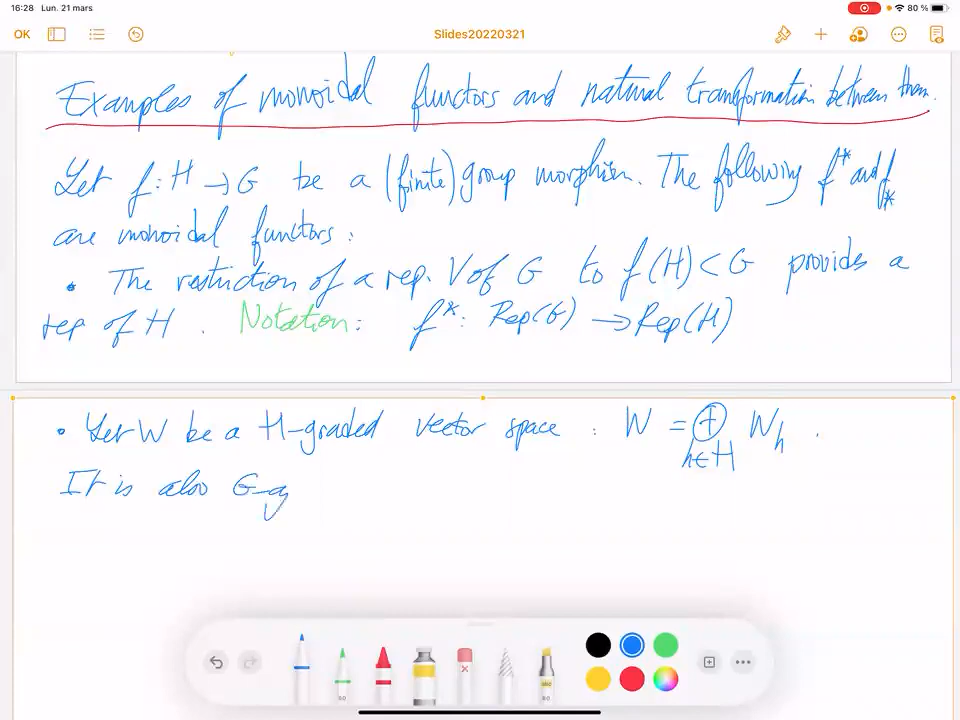 16:28 Lun. 21 mars
80 %
OK
Slides20220321
Examples of monoidal functors and natural transformation between them.
Let f: H → G be a (finite) group morphism. The following f* and f_*
are monoidal functors :
• The restriction of a rep. V of G to f(H) < G provides a
rep of H . Notation : f* : Rep(G) → Rep(H)
• Let W be a H-graded vector space : W = ⊕_{h∈H} W_h .
It is also G-g